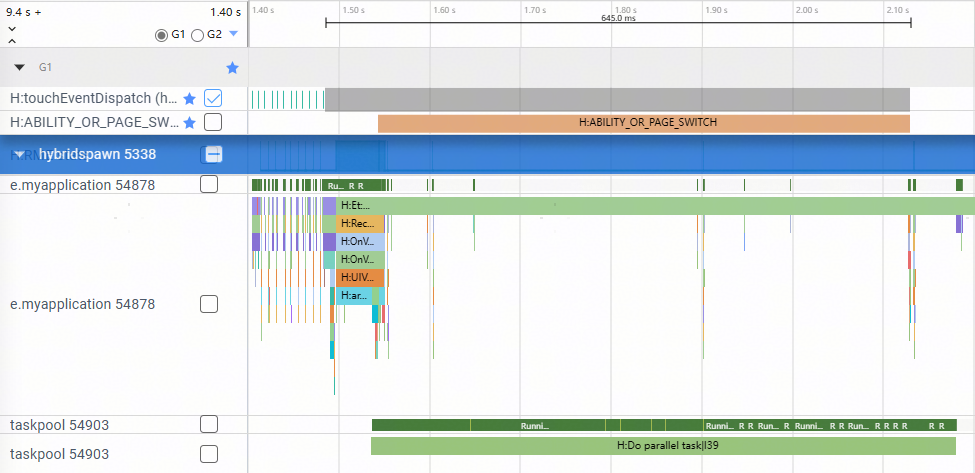 9.4 s + 1.40 s
1.40 s 1.50 s 1.60 s 1.70 s 1.80 s 1.90 s 2.00 s 2.10 s
645.0 ms
G1 G2
G1
H:touchEventDispatch (h...
H:ABILITY_OR_PAGE_SW... H:ABILITY_OR_PAGE_SWITCH
hybridspawn 5338
e.myapplication 54878 Ru... R R
H:Et:...
H:Rec...
H:OnV...
H:OnV...
H:UIV...
e.myapplication 54878 H:ar...
taskpool 54903 Runni... Runni... R R Run... R Runni... R R Run... R R R R R R
taskpool 54903 H:Do parallel task|I39